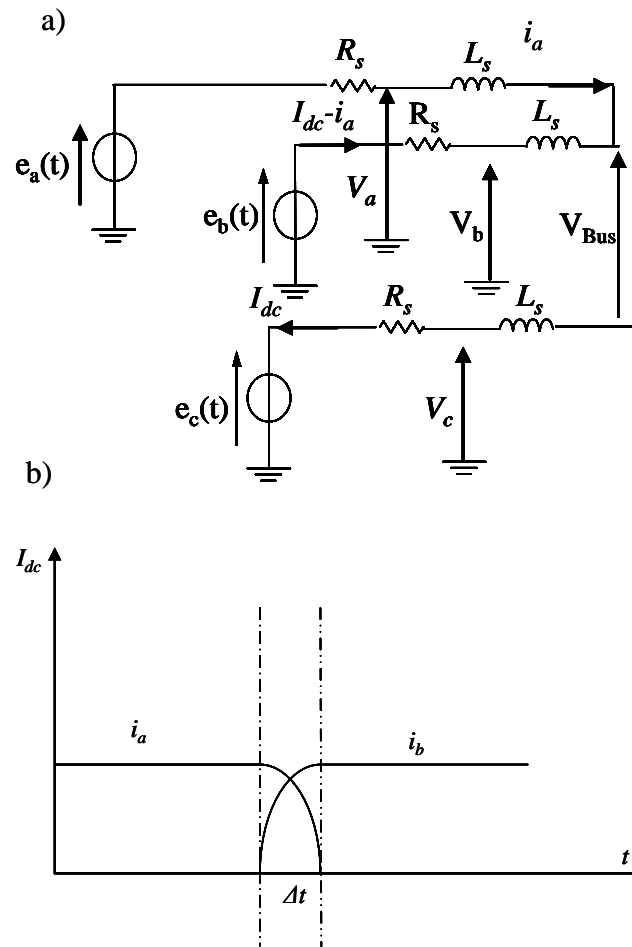 a)
R_s
L_s
i_a
e_a(t)
I_dc-i_a
R_s
L_s
V_a
e_b(t)
V_b
V_Bus
I_dc
R_s
L_s
e_c(t)
V_c
b)
I_dc
i_a
i_b
t
Δt